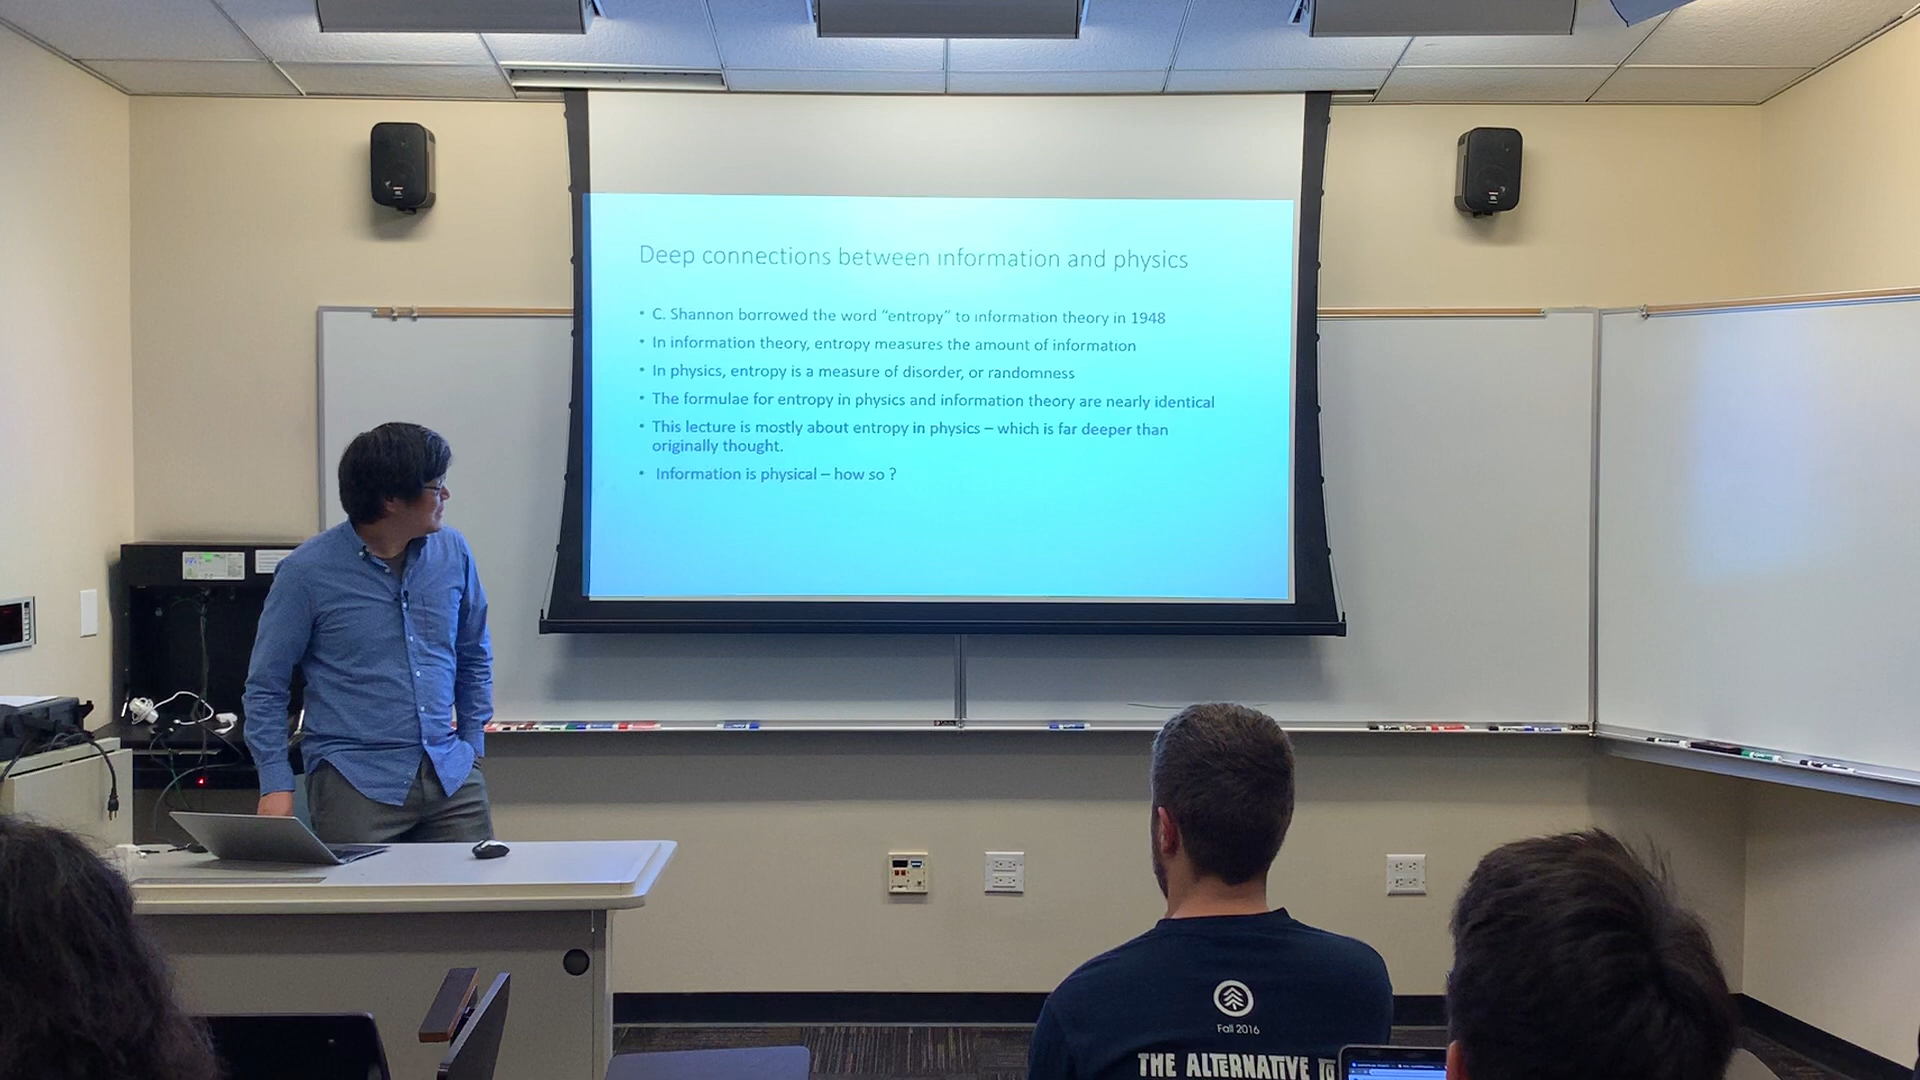 Deep connections between information and physics
• C. Shannon borrowed the word “entropy” to information theory in 1948
• In information theory, entropy measures the amount of information
• In physics, entropy is a measure of disorder, or randomness
• The formulae for entropy in physics and information theory are nearly identical
• This lecture is mostly about entropy in physics – which is far deeper than
originally thought.
• Information is physical – how so ?
Fall 2016
THE ALTERNATIVE TO